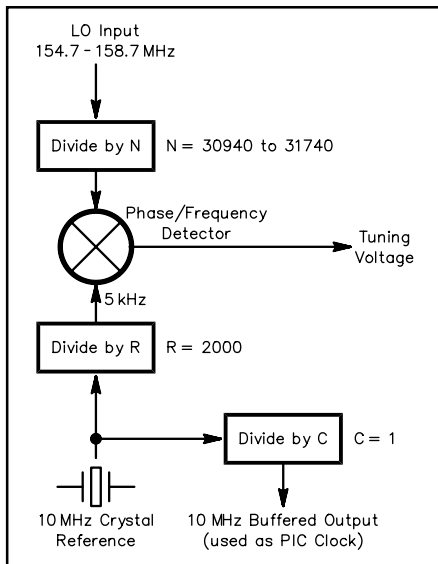 LO Input
154.7 - 158.7 MHz
Divide by N
N = 30940 to 31740
Phase/Frequency
Detector
Tuning
Voltage
5 kHz
Divide by R
R = 2000
Divide by C
C = 1
10 MHz Crystal
Reference
10 MHz Buffered Output
(used as PIC Clock)